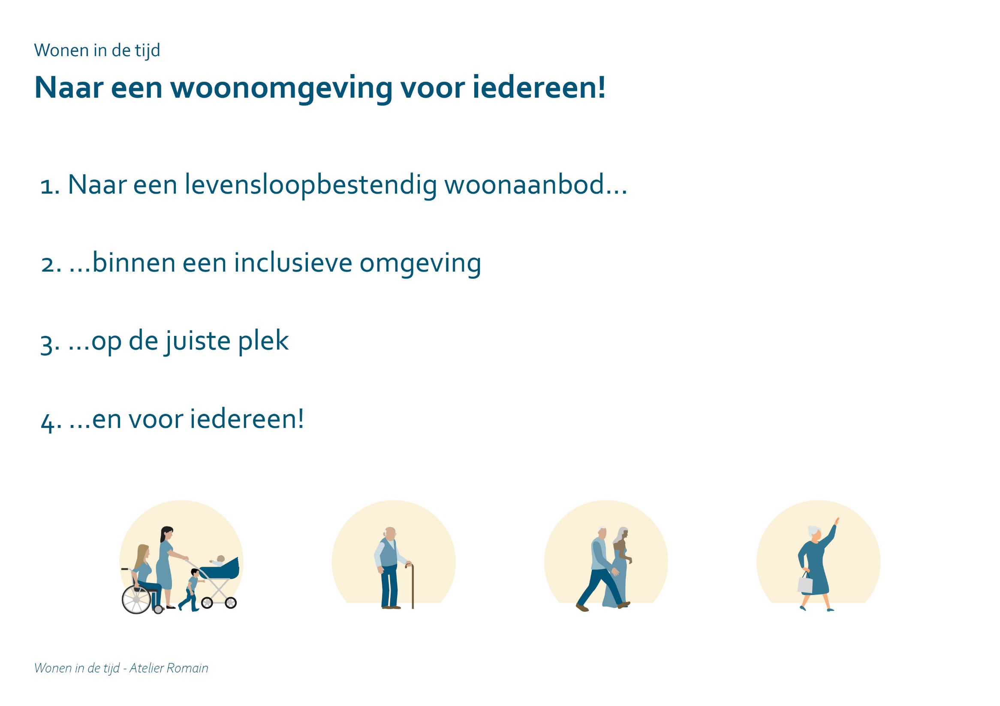 Wonen in de tijd
Naar een woonomgeving voor iedereen!
1. Naar een levensloopbestendig woonaanbod...
2. ...binnen een inclusieve omgeving
3. ...op de juiste plek
4. ...en voor iedereen!
Wonen in de tijd - Atelier Romain